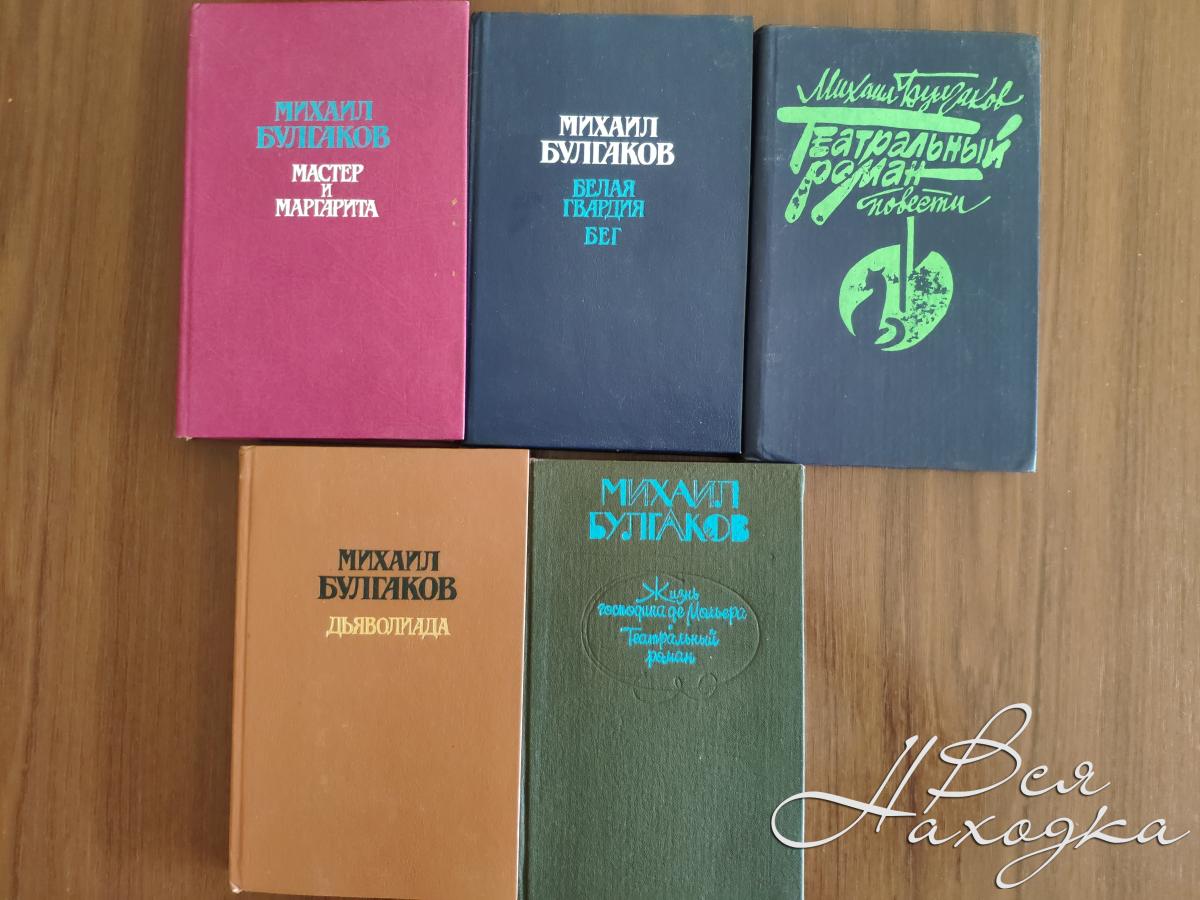 МИХАИЛ
БУЛГАКОВ
МАСТЕР
И
МАРГАРИТА
МИХАИЛ
БУЛГАКОВ
БЕЛАЯ
ГВАРДИЯ
БЕГ
Михаил Булгаков
Театральный
роман
повести
МИХАИЛ
БУЛГАКОВ
ДЬЯВОЛИАДА
МИХАИЛ
БУЛГАКОВ
Жизнь
господина де Мольера
Театральный
роман
Вся
Находка